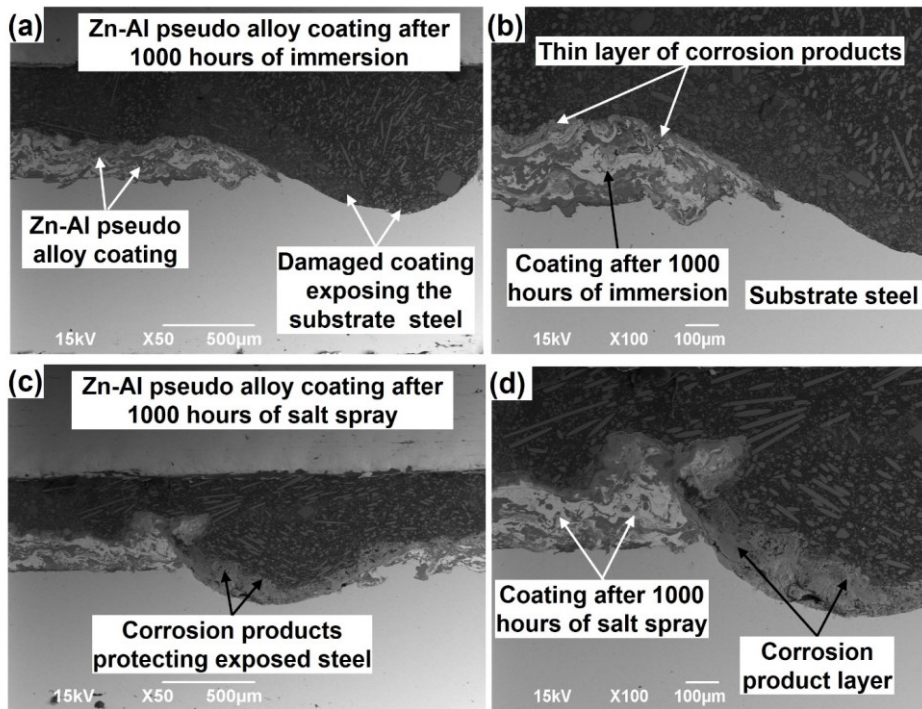 (a)
Zn-Al pseudo alloy coating after
1000 hours of immersion
Zn-Al pseudo
alloy coating
Damaged coating
exposing the
substrate steel
15kV X50 500µm
(b)
Thin layer of corrosion products
Coating after 1000
hours of immersion
Substrate steel
15kV X100 100µm
(c)
Zn-Al pseudo alloy coating after
1000 hours of salt spray
Corrosion products
protecting exposed steel
15kV X50 500µm
(d)
Coating after 1000
hours of salt spray
Corrosion
product layer
15kV X100 100µm